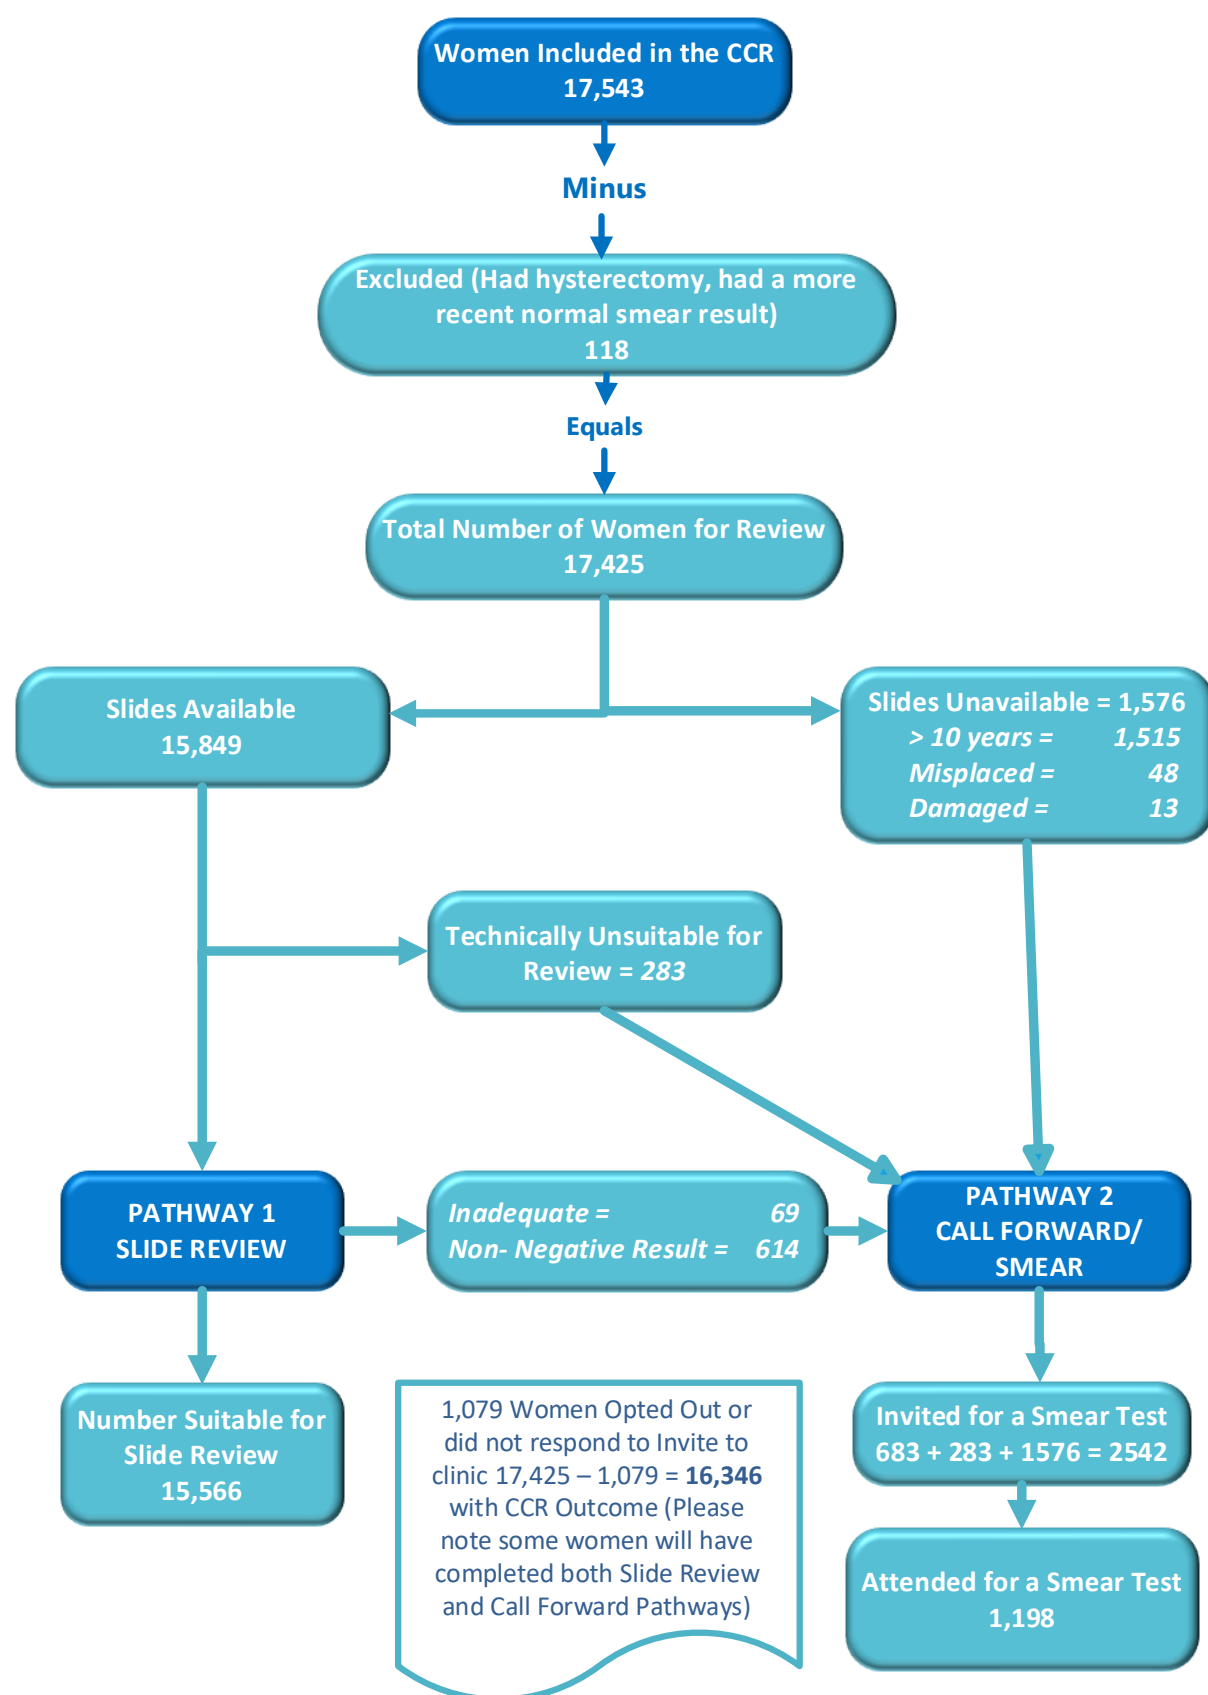 Women Included in the CCR
17,543
Minus
Excluded (Had hysterectomy, had a more
recent normal smear result)
118
Equals
Total Number of Women for Review
17,425
Slides Available
15,849
Slides Unavailable = 1,576
> 10 years = 1,515
Misplaced = 48
Damaged = 13
Technically Unsuitable for
Review = 283
PATHWAY 1
SLIDE REVIEW
Inadequate = 69
Non- Negative Result = 614
PATHWAY 2
CALL FORWARD/
SMEAR
Number Suitable for
Slide Review
15,566
1,079 Women Opted Out or
did not respond to Invite to
clinic 17,425 – 1,079 = 16,346
with CCR Outcome (Please
note some women will have
completed both Slide Review
and Call Forward Pathways)
Invited for a Smear Test
683 + 283 + 1576 = 2542
Attended for a Smear Test
1,198